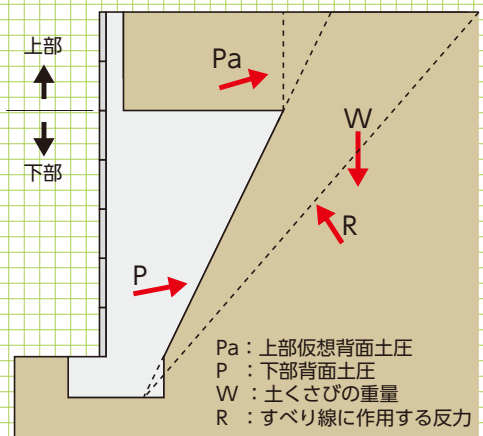 上部
下部
Pa
W
R
P
Pa：上部仮想背面土圧
P ：下部背面土圧
W ：土くさびの重量
R ：すべり線に作用する反力